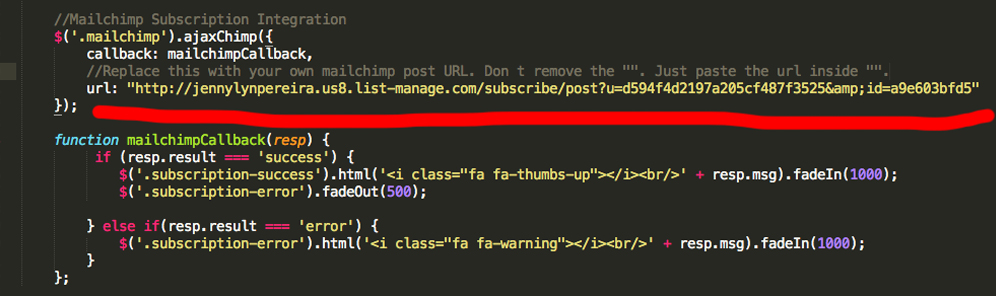 //Mailchimp Subscription Integration
$('.mailchimp').ajaxChimp({
callback: mailchimpCallback,
//Replace this with your own mailchimp post URL. Don t remove the "". Just paste the url inside "".
url: "http://jennylynpereira.us8.list-manage.com/subscribe/post?u=d594f4d2197a205cf487f3525&amp;id=a9e603bfd5"
});
function mailchimpCallback(resp) {
if (resp.result === 'success') {
$('.subscription-success').html('<i class="fa fa-thumbs-up"></i><br/>' + resp.msg).fadeIn(1000);
$('.subscription-error').fadeOut(500);
} else if(resp.result === 'error') {
$('.subscription-error').html('<i class="fa fa-warning"></i><br/>' + resp.msg).fadeIn(1000);
}
};